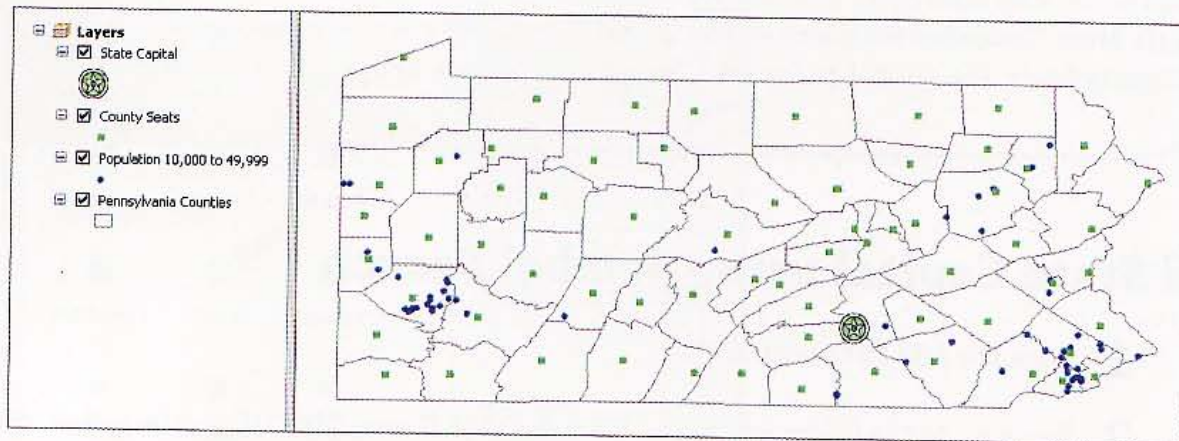 Layers
State Capital
County Seats
Population 10,000 to 49,999
Pennsylvania Counties